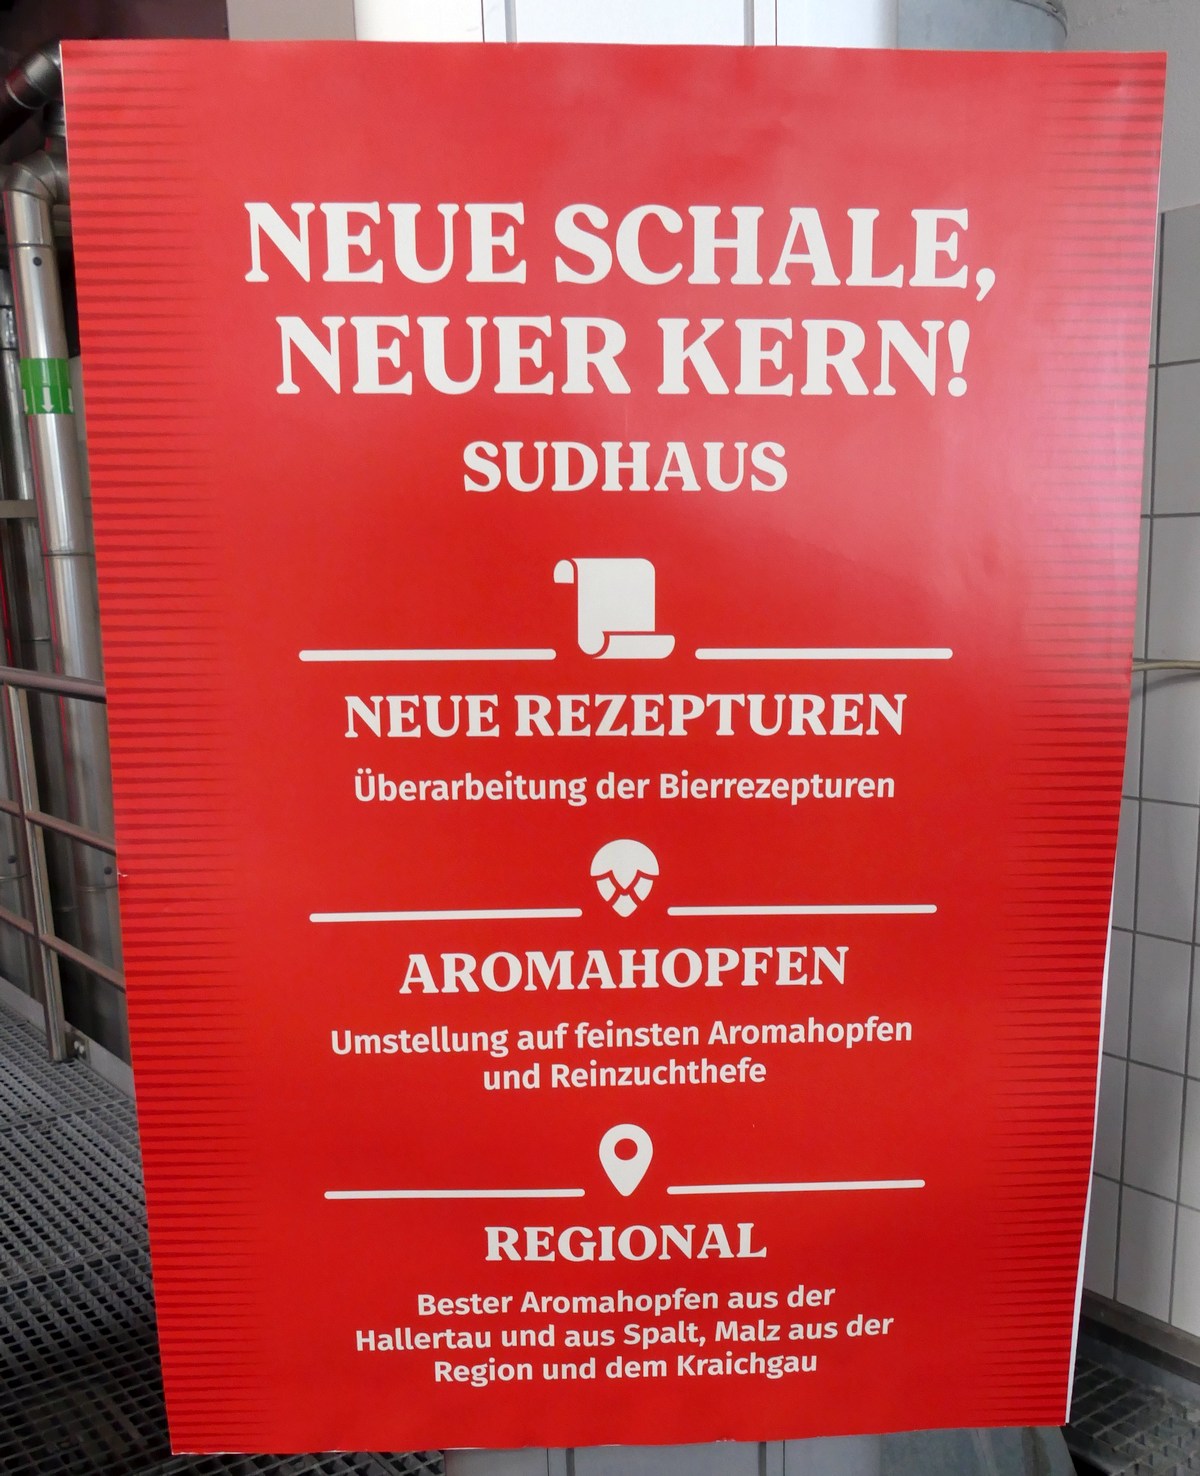 NEUE SCHALE,
NEUER KERN!
SUDHAUS
NEUE REZEPTUREN
Überarbeitung der Bierrezepturen
AROMAHOPFEN
Umstellung auf feinsten Aromahopfen
und Reinzuchthefe
REGIONAL
Bester Aromahopfen aus der
Hallertau und aus Spalt, Malz aus der
Region und dem Kraichgau